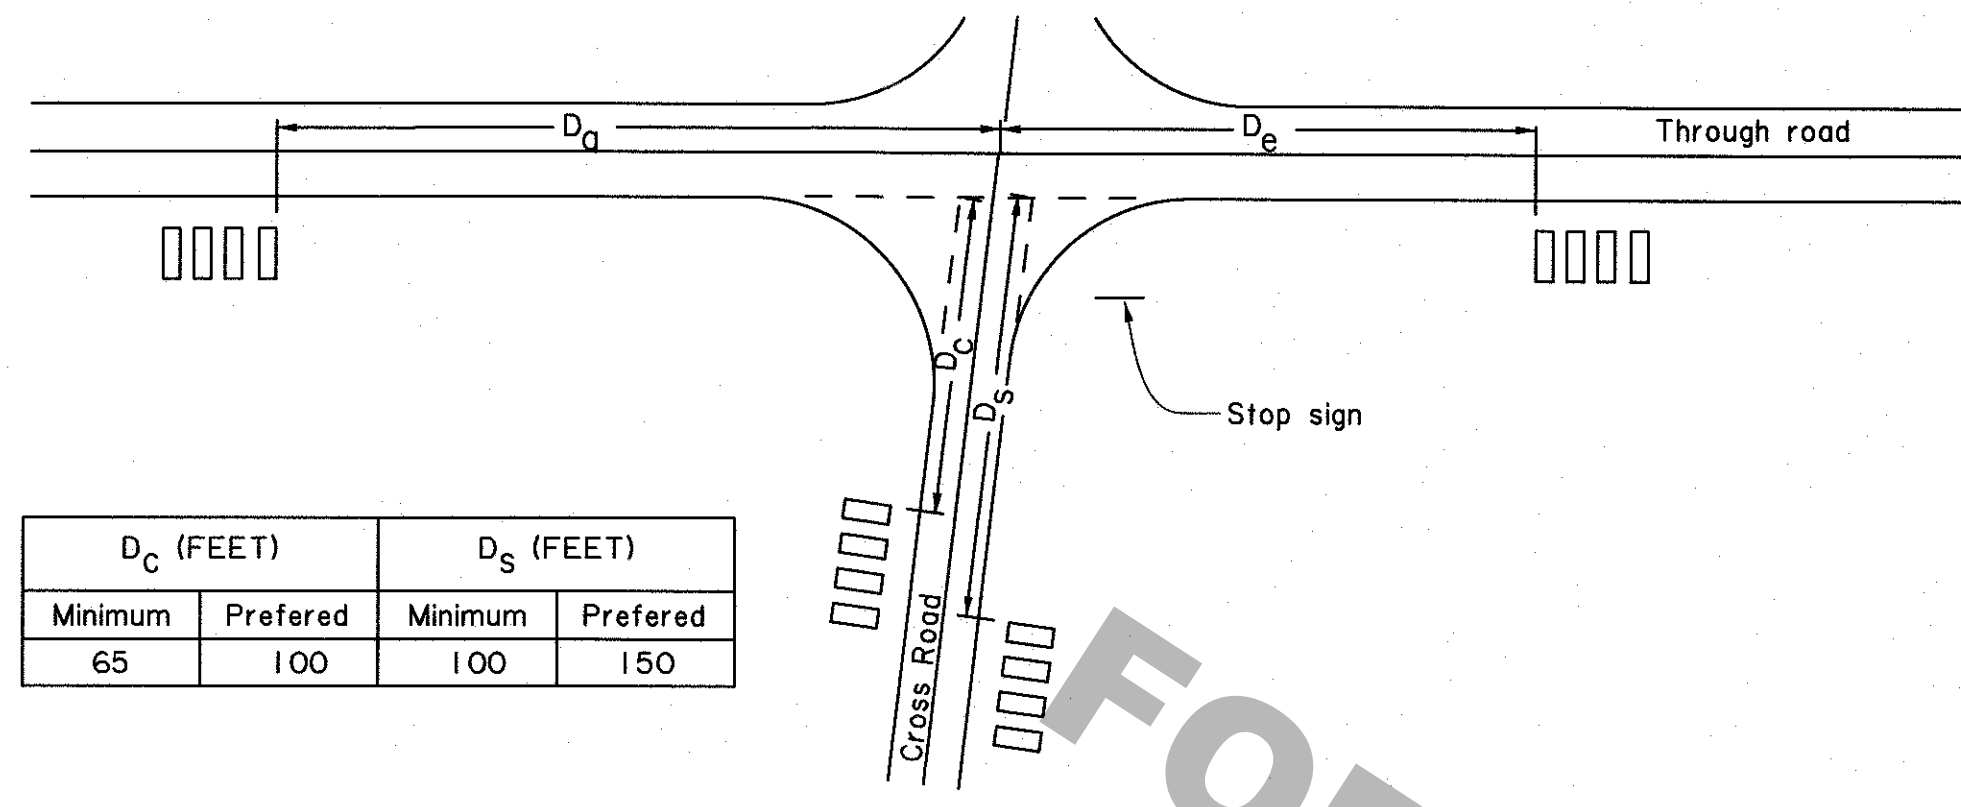 Da
De
Through road
Dc
Ds
Stop sign
DC (FEET) DS (FEET)
Minimum Prefered Minimum Prefered
65 100 100 150
Cross Road
FO